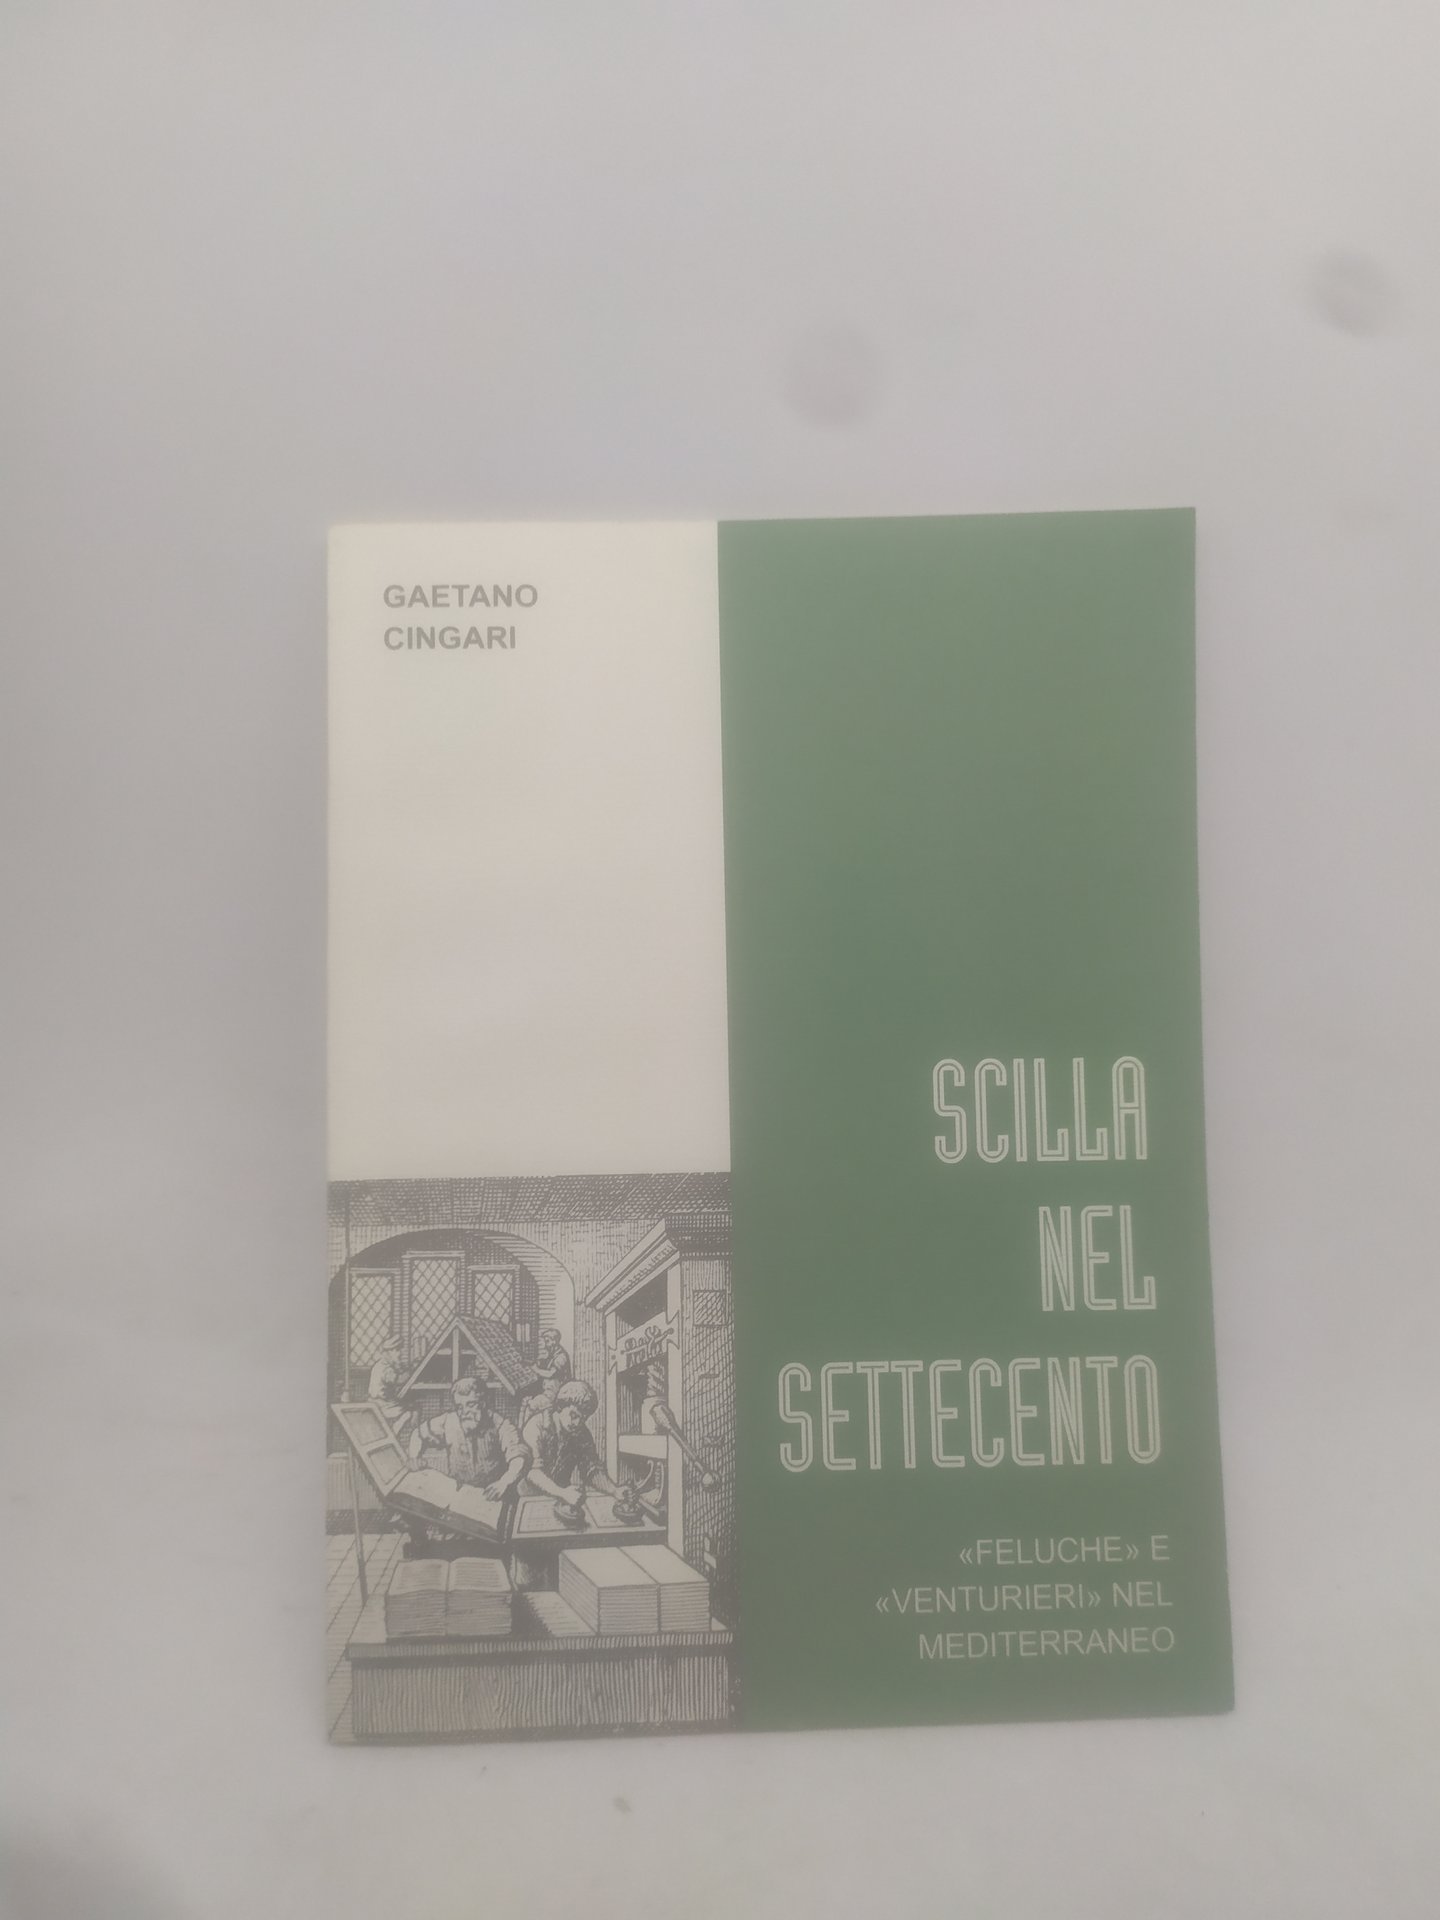 GAETANO
CINGARI
SCILLA
NEL
SETTECENTO
«FELUCHE» E
«VENTURIERI» NEL
MEDITERRANEO